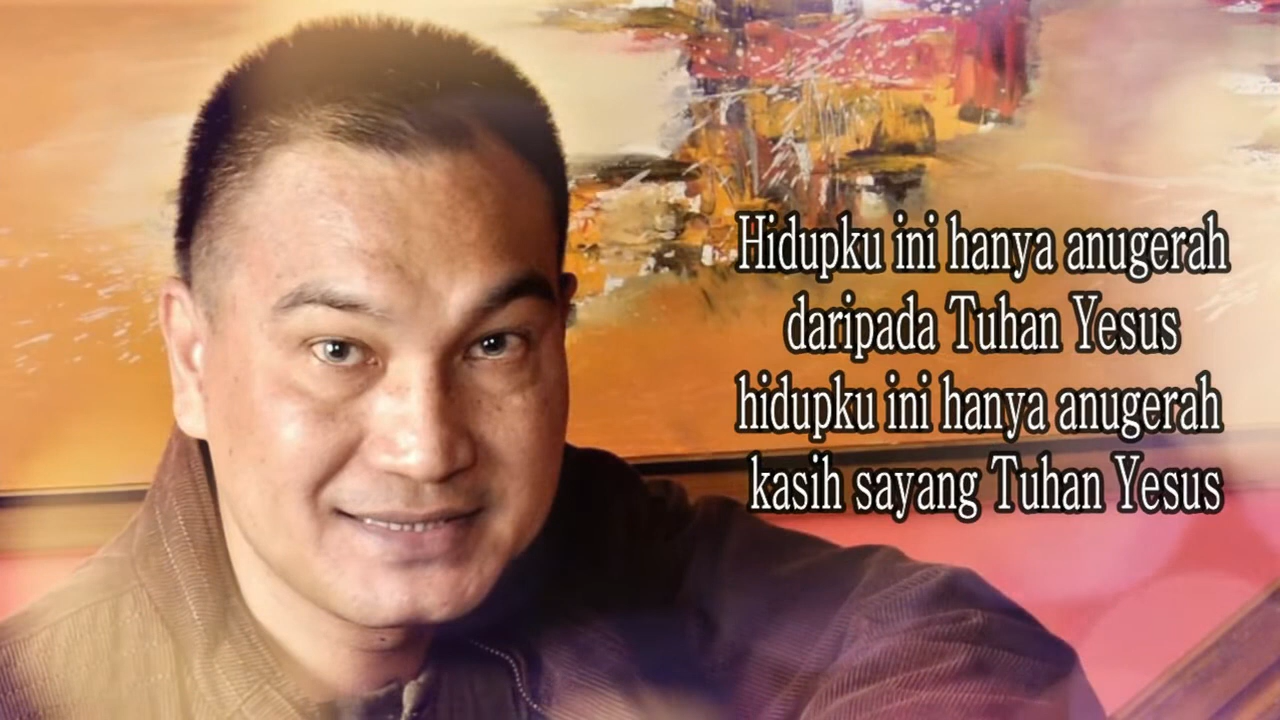 Hidupku ini hanya anugerah
daripada Tuhan Yesus
hidupku ini hanya anugerah
kasih sayang Tuhan Yesus